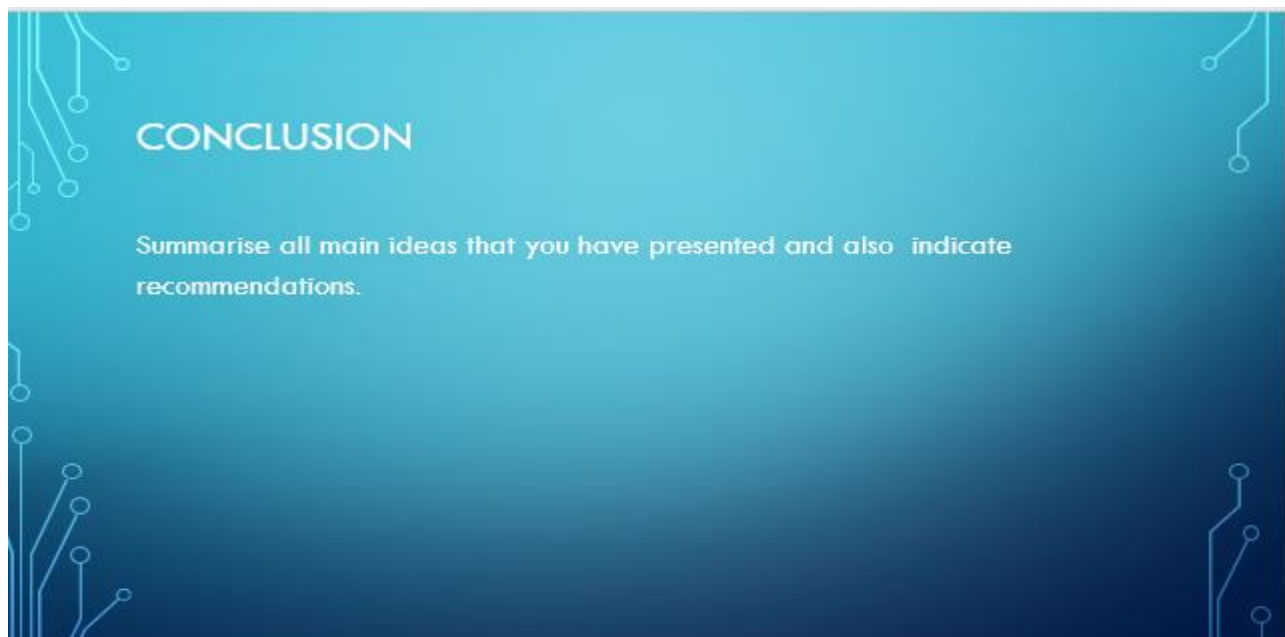 CONCLUSION
Summarise all main ideas that you have presented and also  indicate
recommendations.